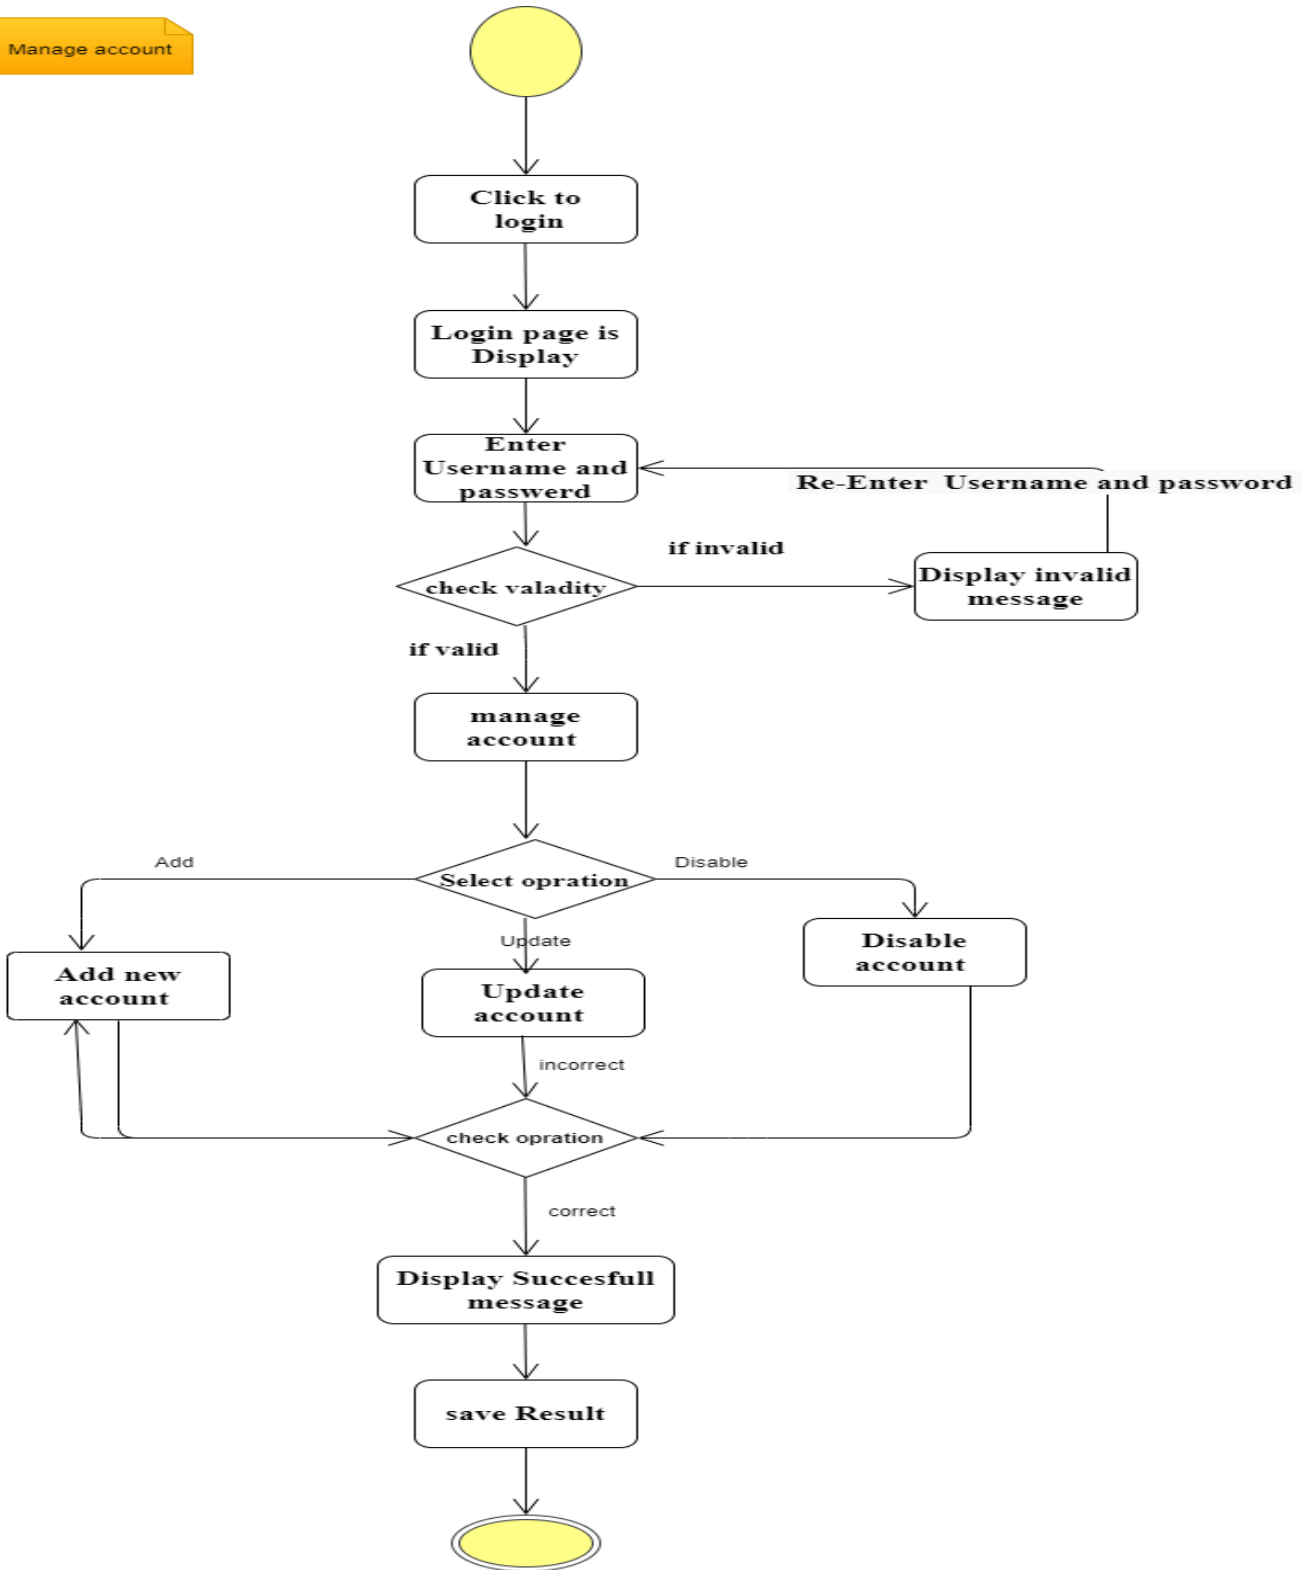 Manage account
Click to
login
Login page is
Display
Enter
Username and
passwerd
Re-Enter Username and password
if invalid
check valadity
Display invalid
message
if valid
manage
account
Add
Disable
Select opration
Update
Disable
account
Add new
account
Update
account
incorrect
check opration
correct
Display Succesfull
message
save Result